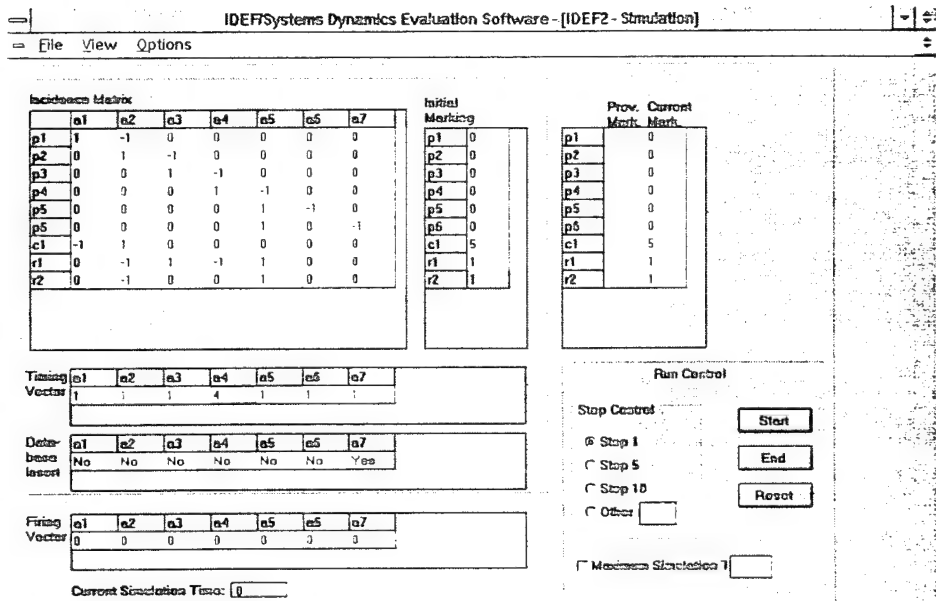 IDEF/Systems Dynamics Evaluation Software - [IDEF2 - Simulation]
File View Options
Incidence Matrix
a1 a2 a3 a4 a5 a6 a7
p1 1 -1 0 0 0 0 0
p2 0 1 -1 0 0 0 0
p3 0 0 1 -1 0 0 0
p4 0 0 0 1 -1 0 0
p5 0 0 0 0 1 -1 0
p6 0 0 0 0 1 0 -1
c1 -1 1 0 0 0 0 0
r1 0 -1 1 -1 1 0 0
r2 0 -1 0 0 1 0 0
Initial
Marking
p1 0
p2 0
p3 0
p4 0
p5 0
p6 0
c1 5
r1 1
r2 1
Prev. Current
Mark. Mark.
p1 0
p2 0
p3 0
p4 0
p5 0
p6 0
c1 5
r1 1
r2 1
Timing
Vector
a1 a2 a3 a4 a5 a6 a7
1 1 1 4 1 1 1
Data-
base
Insert
a1 a2 a3 a4 a5 a6 a7
No No No No No No Yes
Firing
Vector
a1 a2 a3 a4 a5 a6 a7
0 0 0 0 0 0 0
Current Simulation Time: 0
Run Control
Stop Control
Stop 1
Stop 5
Stop 10
Other
Start
End
Reset
Maximum Simulation T